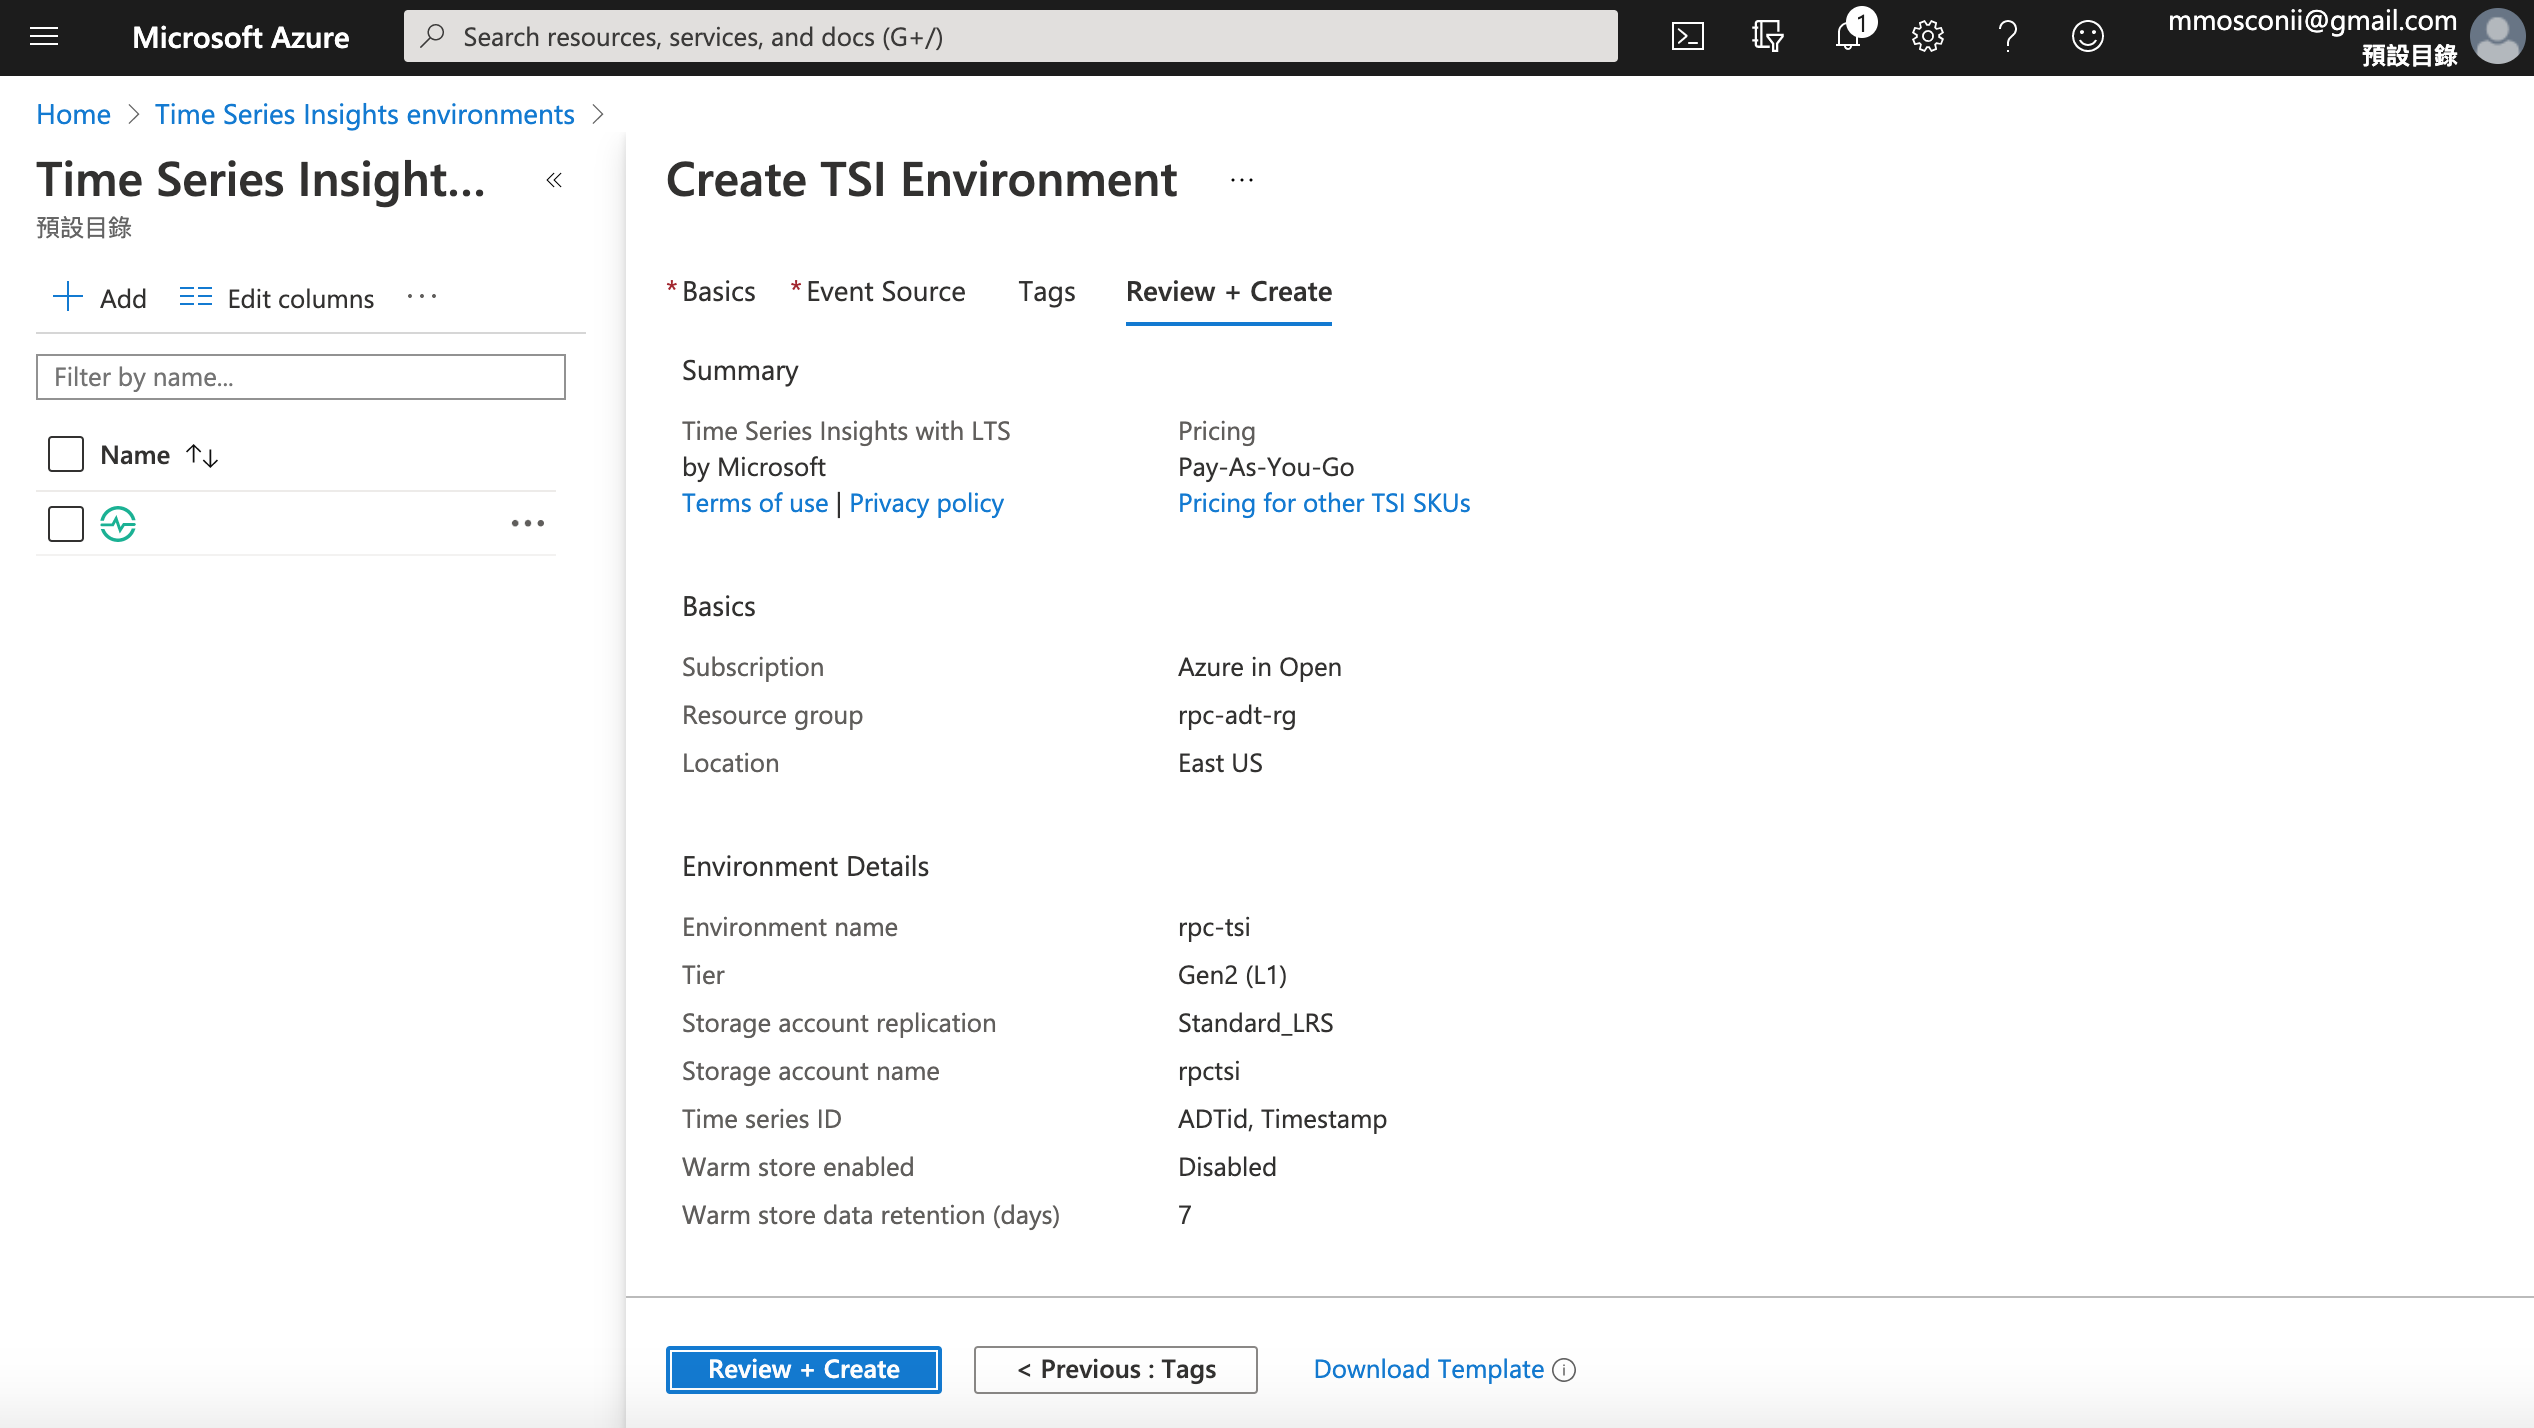 Microsoft Azure
Search resources, services, and docs (G+/)
1
mmosconii@gmail.com
預設目錄
Home > Time Series Insights environments >
Time Series Insight...
預設目錄
Add
Edit columns
Filter by name...
Name
Create TSI Environment
* Basics
* Event Source
Tags
Review + Create
Summary
Time Series Insights with LTS
by Microsoft
Terms of use | Privacy policy
Pricing
Pay-As-You-Go
Pricing for other TSI SKUs
Basics
Subscription
Azure in Open
Resource group
rpc-adt-rg
Location
East US
Environment Details
Environment name
rpc-tsi
Tier
Gen2 (L1)
Storage account replication
Standard_LRS
Storage account name
rpctsi
Time series ID
ADTid, Timestamp
Warm store enabled
Disabled
Warm store data retention (days)
7
Review + Create
< Previous : Tags
Download Template